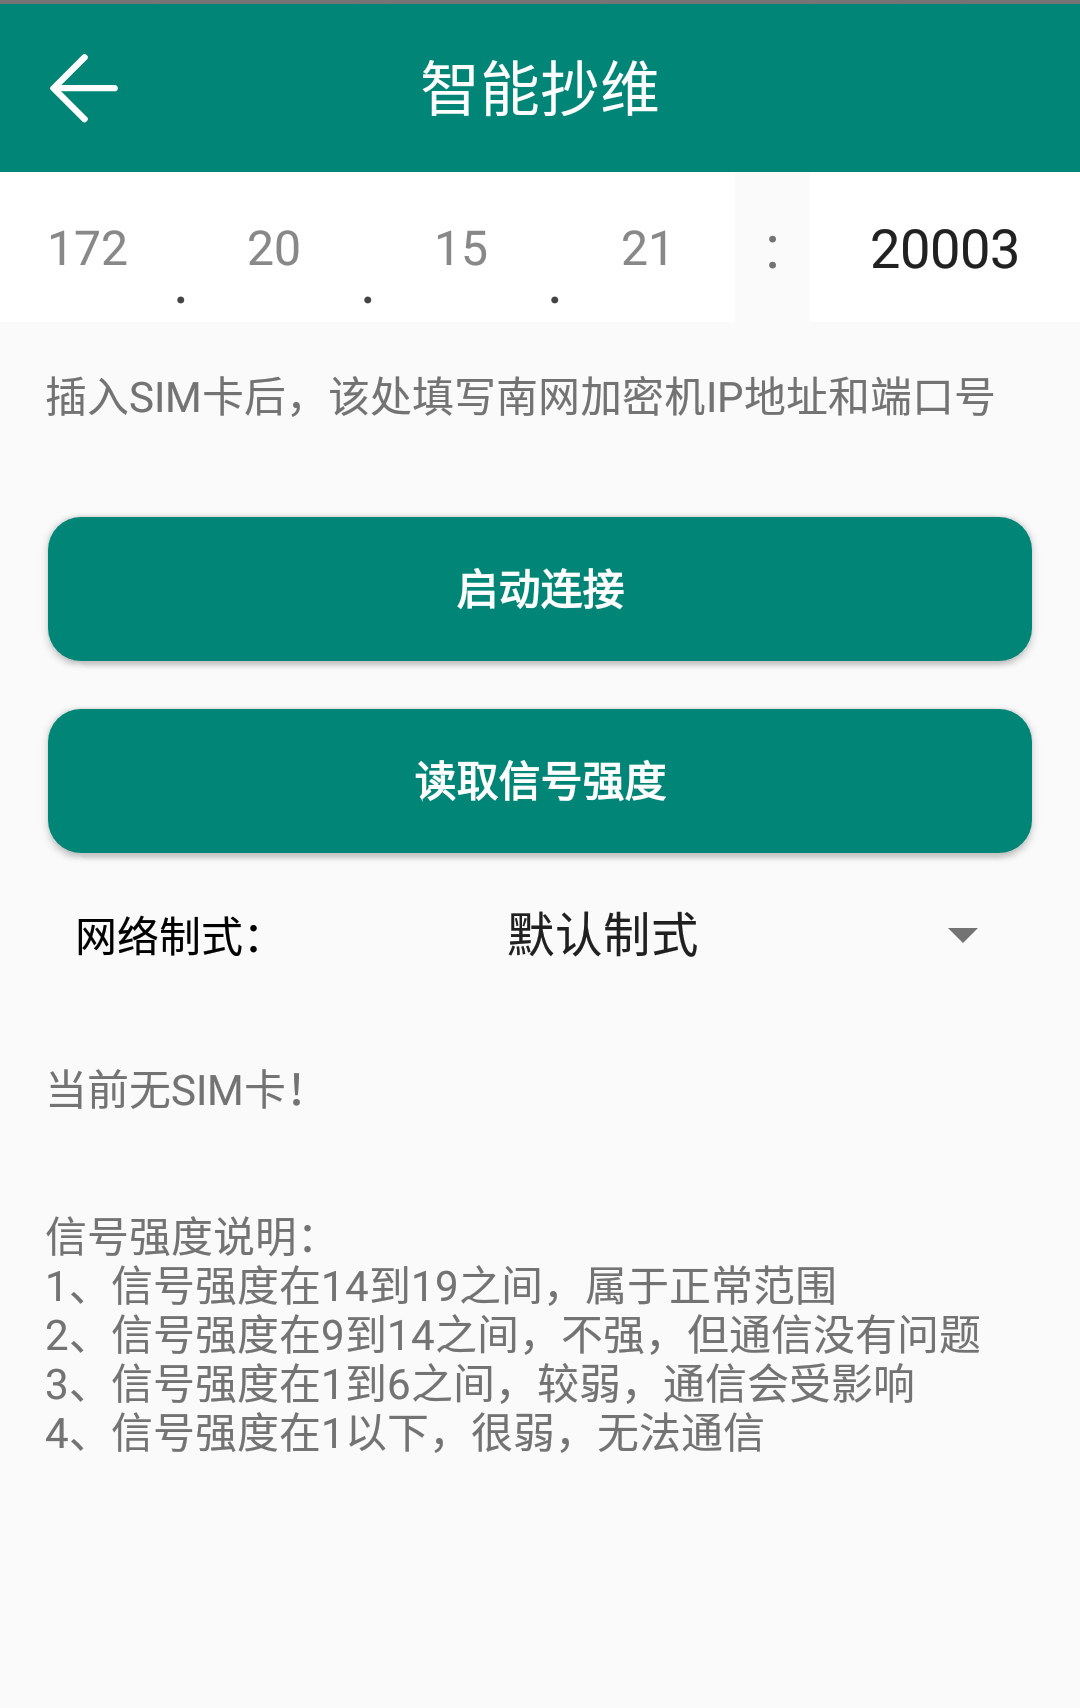 智能抄维
172 . 20 . 15 . 21 : 20003
插入SIM卡后，该处填写南网加密机IP地址和端口号
启动连接
读取信号强度
网络制式： 默认制式
当前无SIM卡！
信号强度说明：
1、信号强度在14到19之间，属于正常范围
2、信号强度在9到14之间，不强，但通信没有问题
3、信号强度在1到6之间，较弱，通信会受影响
4、信号强度在1以下，很弱，无法通信